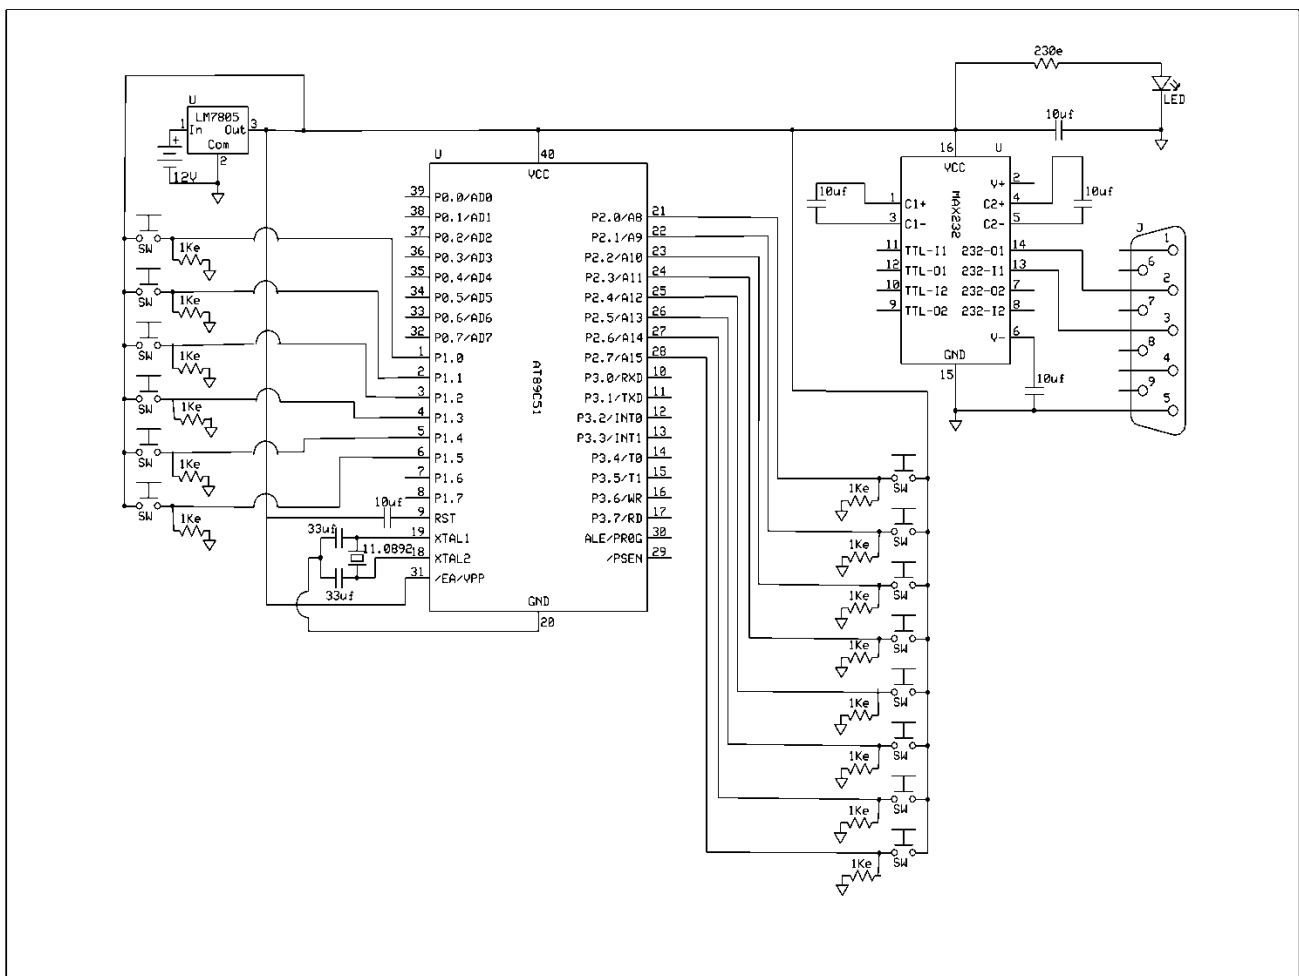 230e
LED
10uf
U
LM7805
1 In Out 3
Com
2
12V
+
U
40
VCC
39 P0.0/AD0
38 P0.1/AD1
37 P0.2/AD2
36 P0.3/AD3
35 P0.4/AD4
34 P0.5/AD5
33 P0.6/AD6
32 P0.7/AD7
1 P1.0
2 P1.1
3 P1.2
4 P1.3
5 P1.4
6 P1.5
7 P1.6
8 P1.7
9 RST
19 XTAL1
18 XTAL2
31 /EA/VPP
AT89C51
P2.0/A8 21
P2.1/A9 22
P2.2/A10 23
P2.3/A11 24
P2.4/A12 25
P2.5/A13 26
P2.6/A14 27
P2.7/A15 28
P3.0/RXD 10
P3.1/TXD 11
P3.2/INT0 12
P3.3/INT1 13
P3.4/T0 14
P3.5/T1 15
P3.6/WR 16
P3.7/RD 17
ALE/PROG 30
/PSEN 29
GND
20
10uf
33uf
11.0892
33uf
SW
1Ke
SW
1Ke
SW
1Ke
SW
1Ke
SW
1Ke
SW
1Ke
16
U
VCC
MAX232
10uf
1 C1+
3 C1-
11 TTL-I1
12 TTL-O1
10 TTL-I2
9 TTL-O2
V+ 2
C2+ 4
C2- 5
10uf
232-O1 14
232-I1 13
232-O2 7
232-I2 8
V- 6
GND
15
10uf
J
1
6
2
7
3
8
4
9
5
1Ke
SW
1Ke
SW
1Ke
SW
1Ke
SW
1Ke
SW
1Ke
SW
1Ke
SW
1Ke
SW